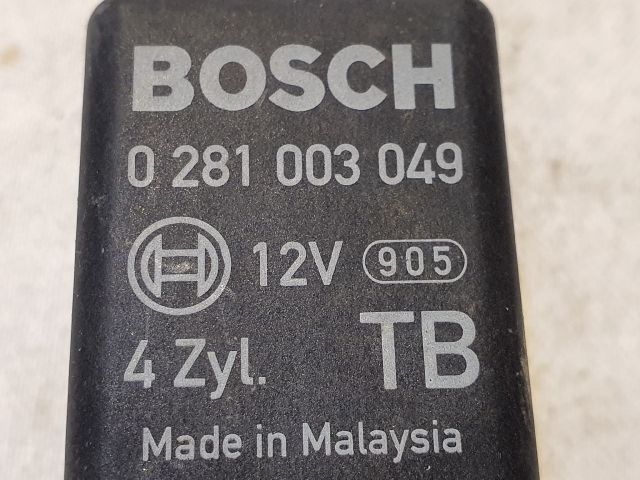 BOSCH
0 281 003 049
12V 905
4 Zyl. TB
Made in Malaysia